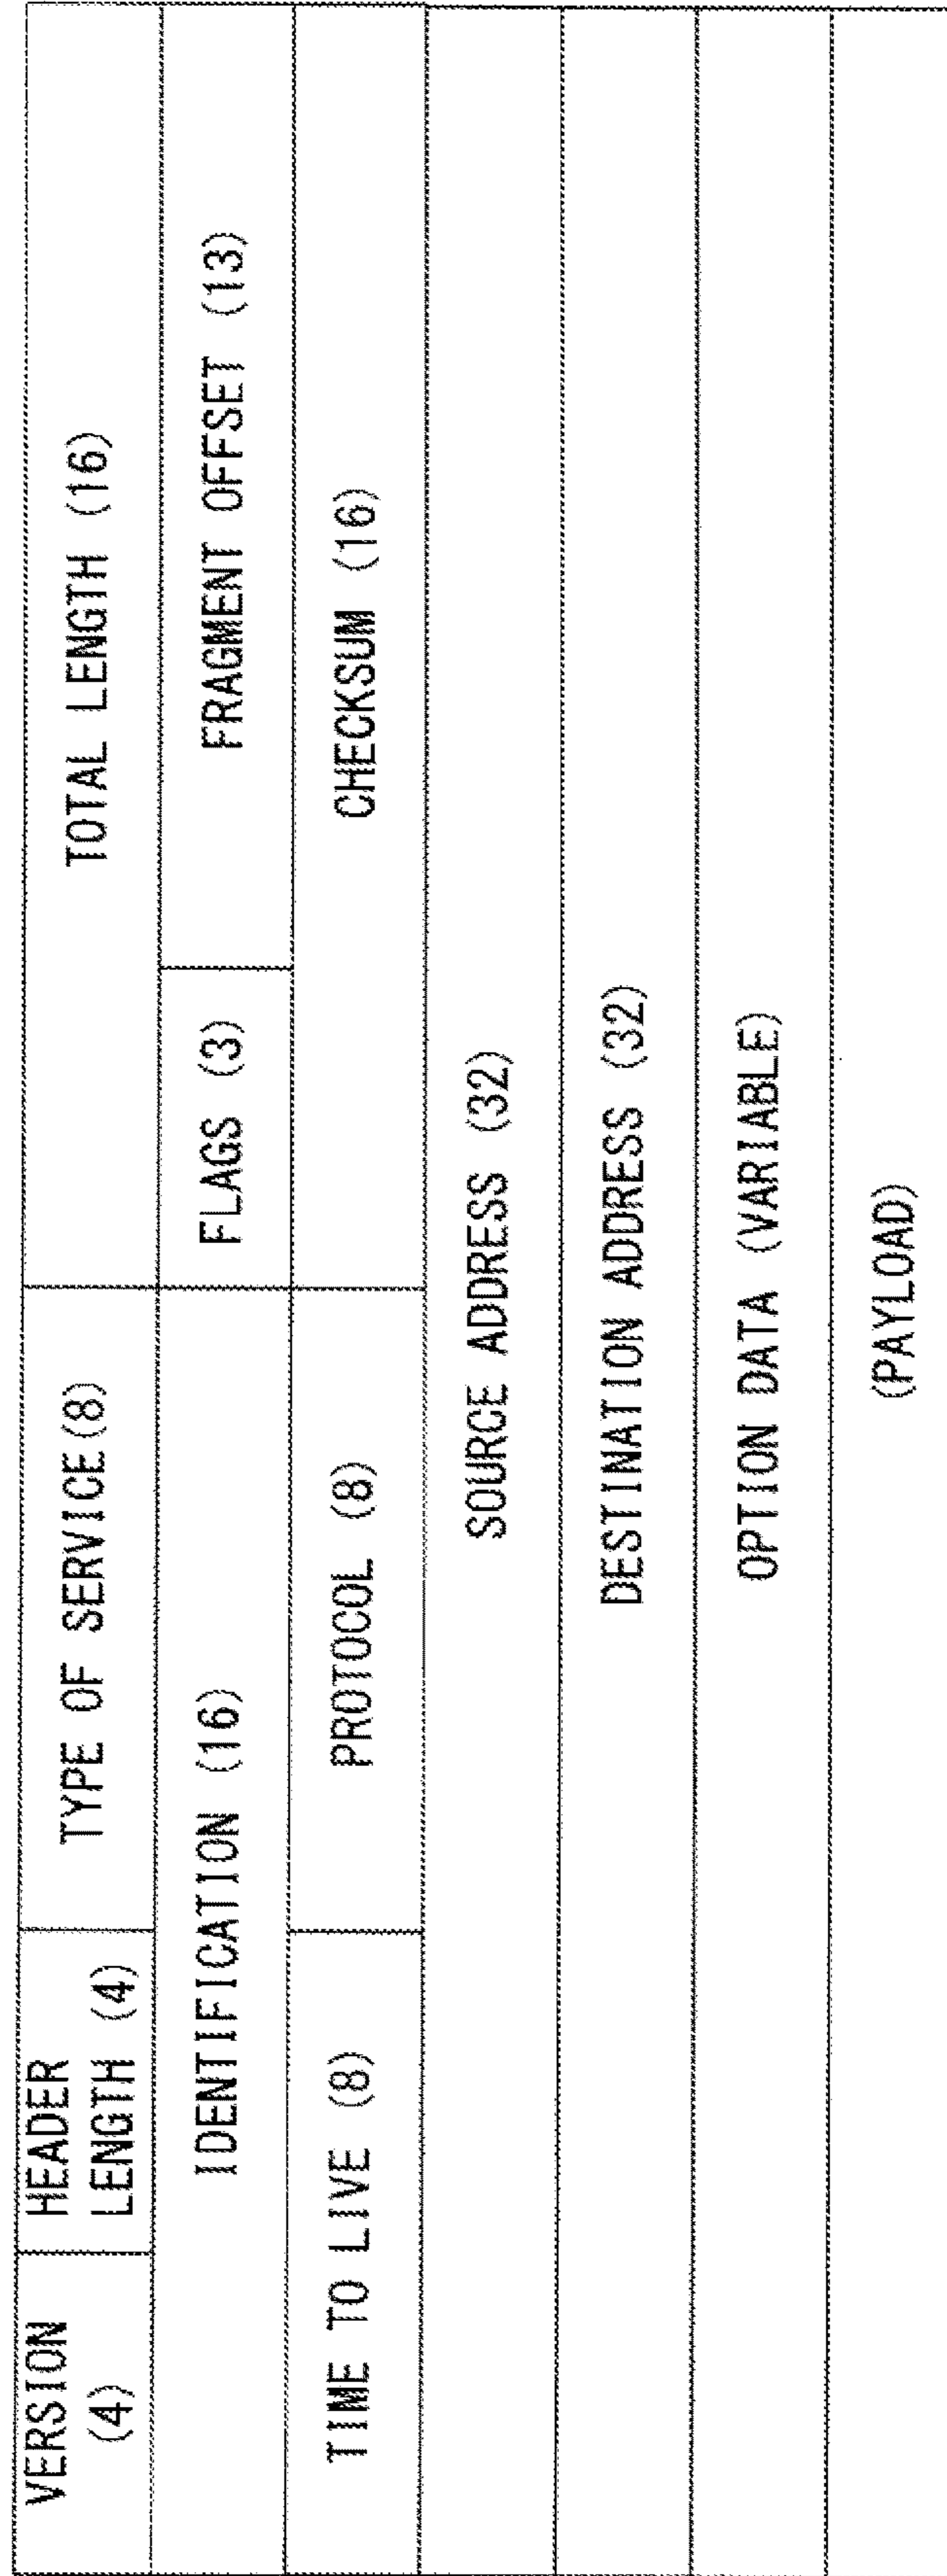 VERSION
(4)
HEADER
LENGTH (4)
TYPE OF SERVICE(8)
TOTAL LENGTH (16)
IDENTIFICATION (16)
FLAGS (3)
FRAGMENT OFFSET (13)
TIME TO LIVE (8)
PROTOCOL (8)
CHECKSUM (16)
SOURCE ADDRESS (32)
DESTINATION ADDRESS (32)
OPTION DATA (VARIABLE)
(PAYLOAD)